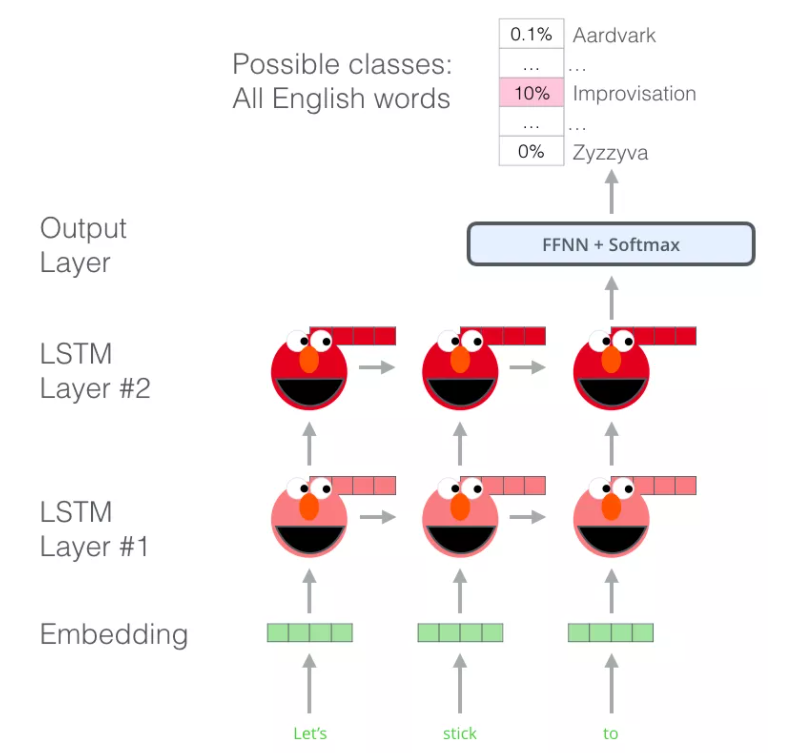 0.1% Aardvark
... ...
Possible classes:
All English words
10% Improvisation
... ...
0% Zyzzyva
Output
Layer
FFNN + Softmax
LSTM
Layer #2
LSTM
Layer #1
Embedding
Let's stick to